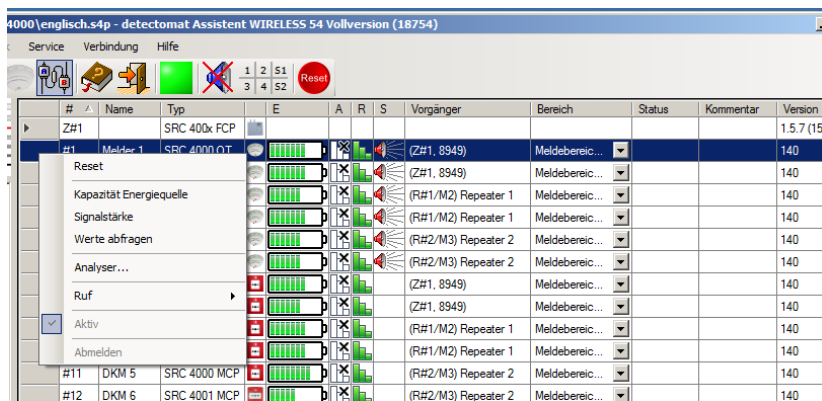 4000\englisch.s4p - detectomat Assistent WIRELESS 54 Vollversion (18754)
Service Verbindung Hilfe
1 2 S1
3 4 S2
Reset
# Name Typ E A R S Vorgänger Bereich Status Kommentar Version
Z#1 SRC 400x FCP 1.5.7 (15
#1 Melder 1 SRC 4000 OT (Z#1, 8949) Meldebereic... 140
Reset (Z#1, 8949) Meldebereic... 140
Kapazität Energiequelle (R#1/M2) Repeater 1 Meldebereic... 140
Signalstärke (R#1/M2) Repeater 1 Meldebereic... 140
Werte abfragen (R#2/M3) Repeater 2 Meldebereic... 140
Analyser... (R#2/M3) Repeater 2 Meldebereic... 140
Ruf (Z#1, 8949) Meldebereic... 140
(Z#1, 8949) Meldebereic... 140
Aktiv (R#1/M2) Repeater 1 Meldebereic... 140
Abmelden (R#1/M2) Repeater 1 Meldebereic... 140
#11 DKM 5 SRC 4000 MCP (R#2/M3) Repeater 2 Meldebereic... 140
#12 DKM 6 SRC 4001 MCP (R#2/M3) Repeater 2 Meldebereic... 140